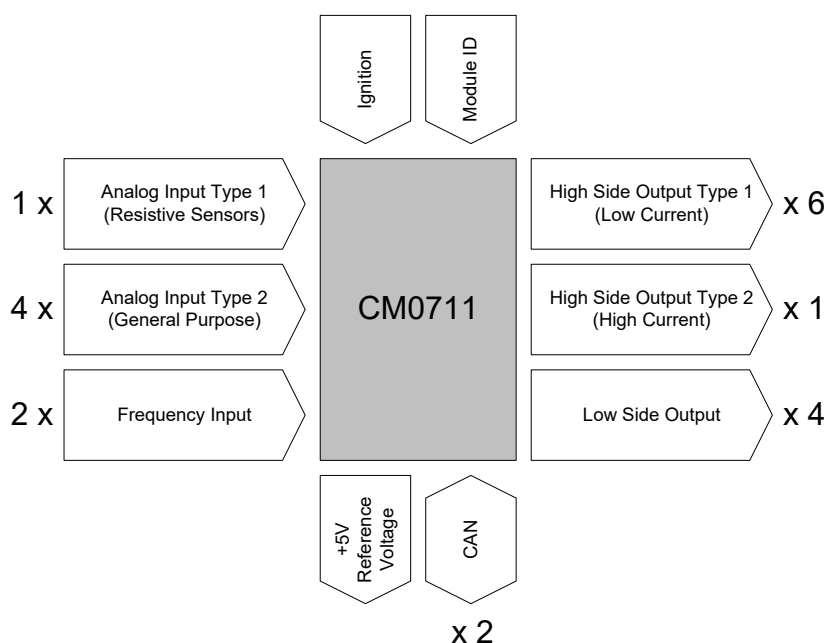 Ignition
Module ID
1 x
Analog Input Type 1
(Resistive Sensors)
High Side Output Type 1
(Low Current)
x 6
4 x
Analog Input Type 2
(General Purpose)
CM0711
High Side Output Type 2
(High Current)
x 1
2 x
Frequency Input
Low Side Output
x 4
+5V
Reference
Voltage
CAN
x 2